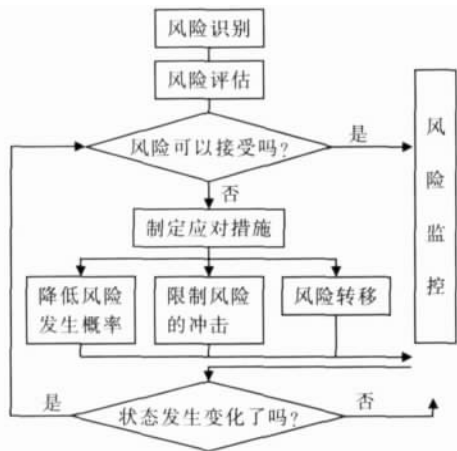 风险识别
风险评估
风险可以接受吗?
是
否
制定应对措施
降低风险
发生概率
限制风险
的冲击
风险转移
风
险
监
控
是
状态发生变化了吗?
否